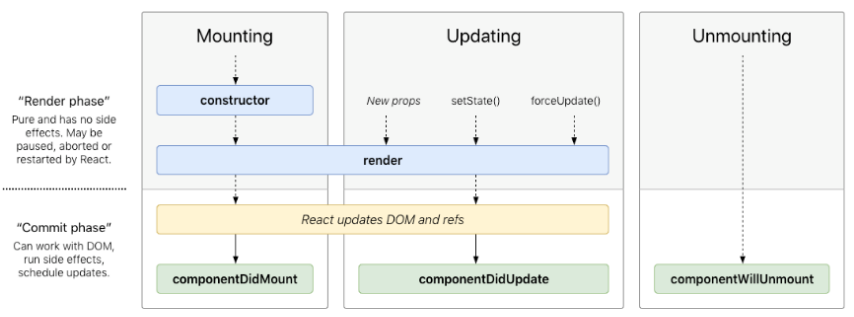 Mounting
Updating
Unmounting
“Render phase”
Pure and has no side
effects. May be
paused, aborted or
restarted by React.
constructor
New props
setState()
forceUpdate()
render
“Commit phase”
Can work with DOM,
run side effects,
schedule updates.
React updates DOM and refs
componentDidMount
componentDidUpdate
componentWillUnmount